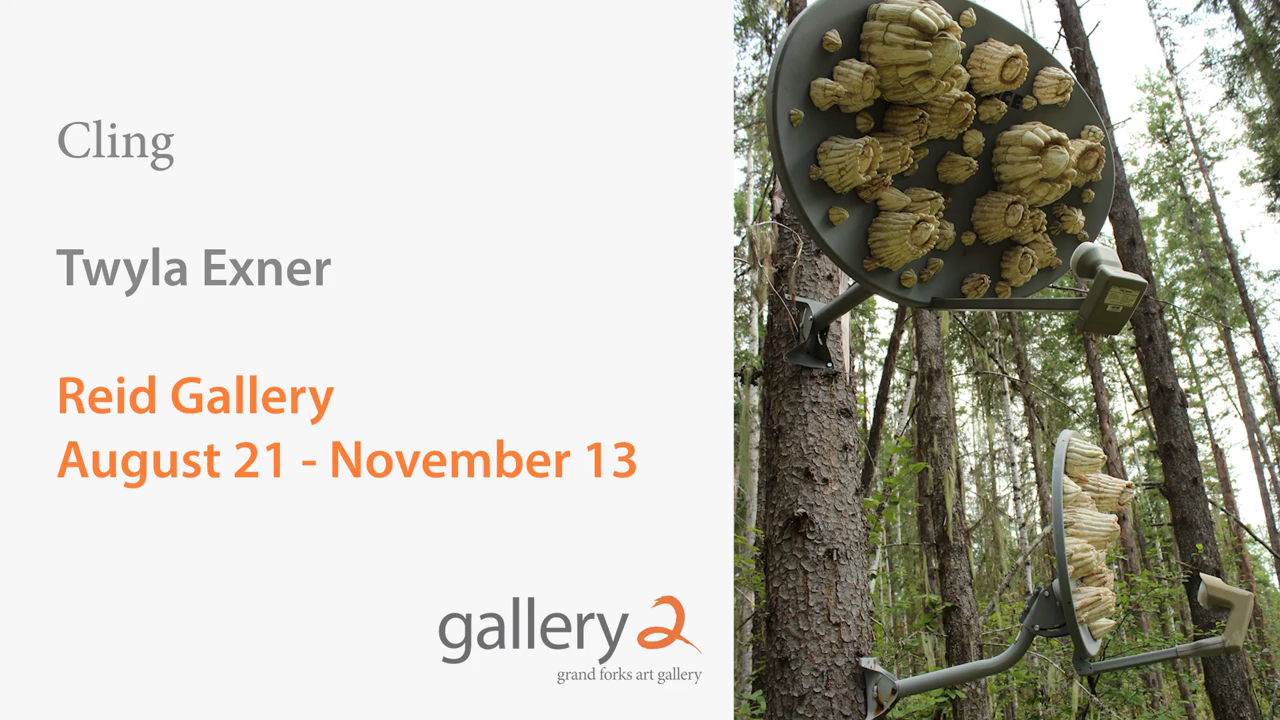 Cling
Twyla Exner
Reid Gallery
August 21 - November 13
gallery 2
grand forks art gallery